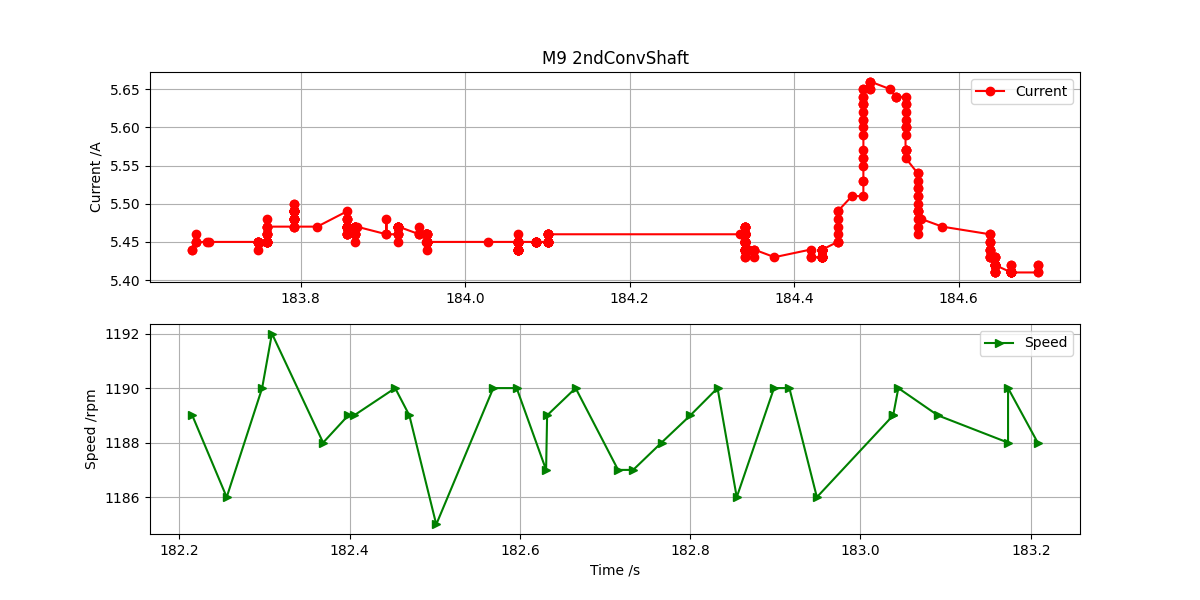 M9 2ndConvShaft
Current /A
5.65
5.60
5.55
5.50
5.45
5.40
Current
183.8 184.0 184.2 184.4 184.6
Speed /rpm
1192
1190
1188
1186
Speed
182.2 182.4 182.6 182.8 183.0 183.2
Time /s